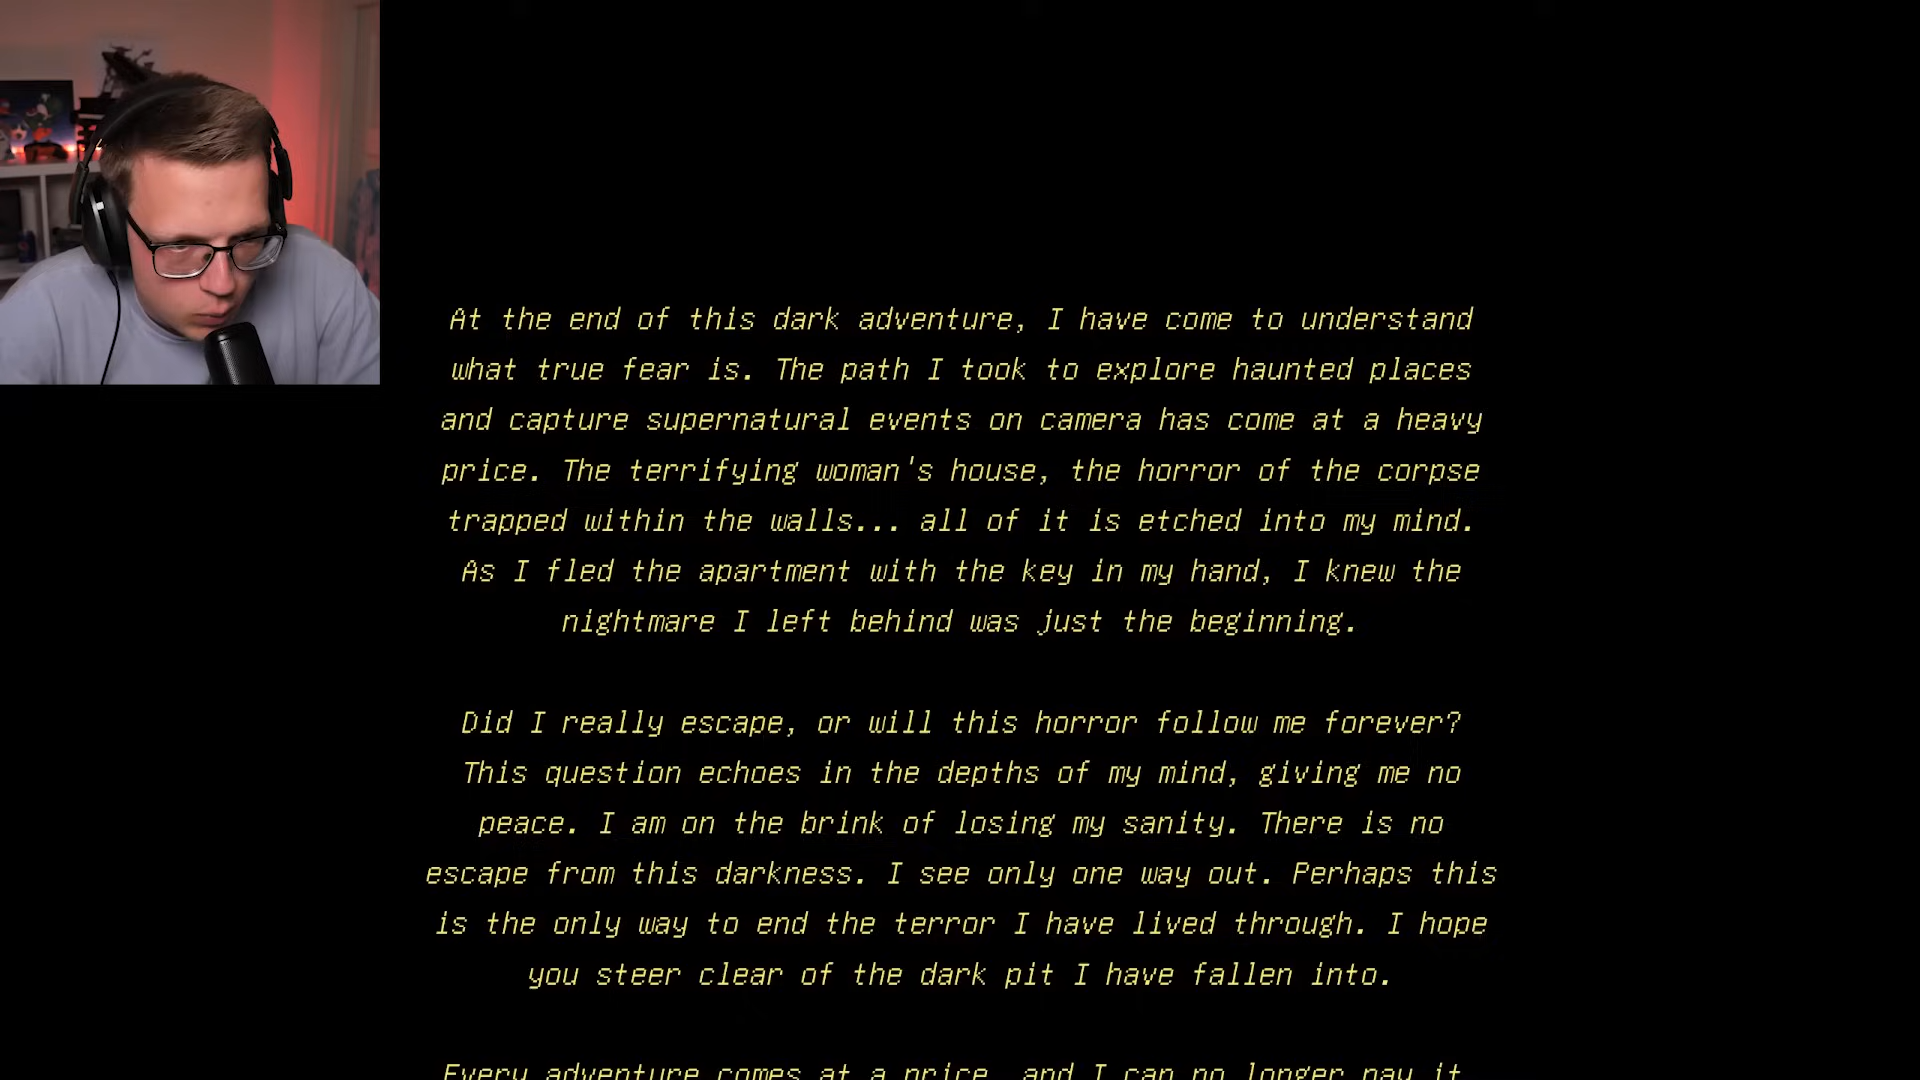 At the end of this dark adventure, I have come to understand
what true fear is. The path I took to explore haunted places
and capture supernatural events on camera has come at a heavy
price. The terrifying woman's house, the horror of the corpse
trapped within the walls... all of it is etched into my mind.
As I fled the apartment with the key in my hand, I knew the
nightmare I left behind was just the beginning.
Did I really escape, or will this horror follow me forever?
This question echoes in the depths of my mind, giving me no
peace. I am on the brink of losing my sanity. There is no
escape from this darkness. I see only one way out. Perhaps this
is the only way to end the terror I have lived through. I hope
you steer clear of the dark pit I have fallen into.
Every adventure comes at a price, and I can no longer pay it.